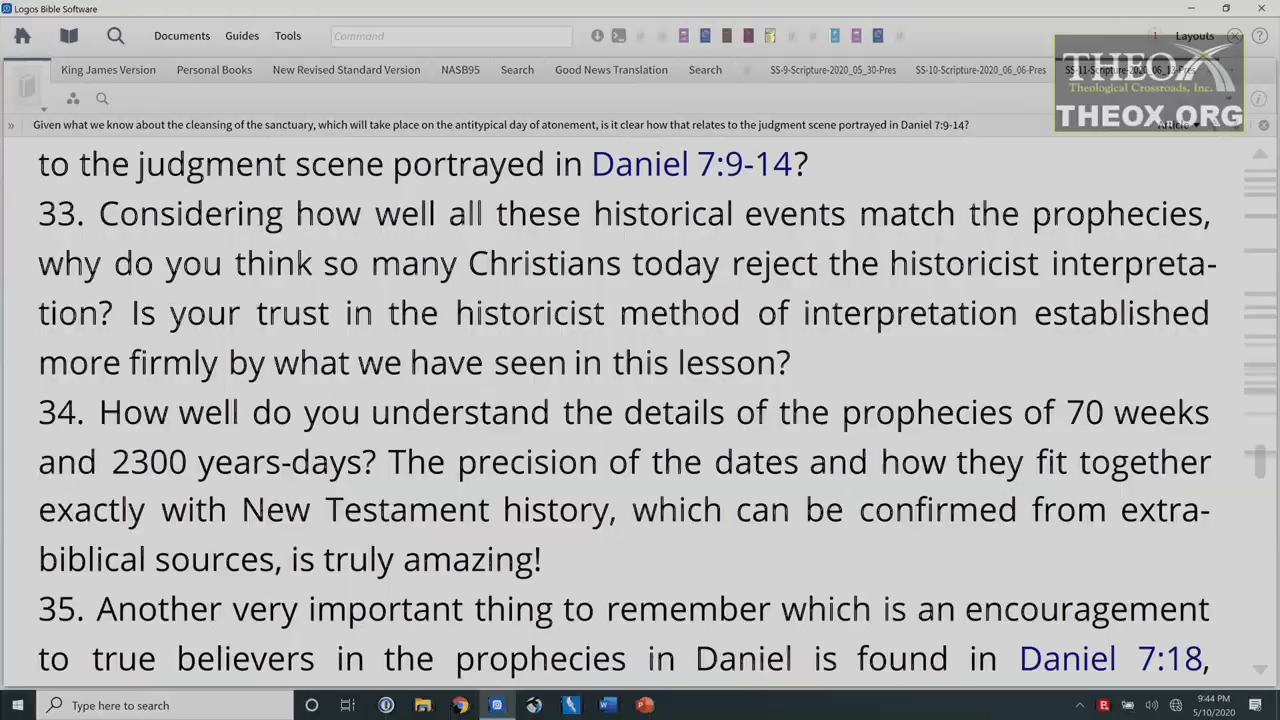 Logos Bible Software
Documents Guides Tools Command Layouts
King James Version Personal Books New Revised Standard NASB95 Search Good News Translation Search SS-9-Scripture-2020_05_30-Pres SS-10-Scripture-2020_06_06-Pres SS-11-Scripture-2020_06_13-Pres
THEOX
Theological Crossroads, Inc.
THEOX.ORG
» Given what we know about the cleansing of the sanctuary, which will take place on the antitypical day of atonement, is it clear how that relates to the judgment scene portrayed in Daniel 7:9-14? Article
to the judgment scene portrayed in Daniel 7:9-14?
33. Considering how well all these historical events match the prophecies,
why do you think so many Christians today reject the historicist interpreta-
tion? Is your trust in the historicist method of interpretation established
more firmly by what we have seen in this lesson?
34. How well do you understand the details of the prophecies of 70 weeks
and 2300 years-days? The precision of the dates and how they fit together
exactly with New Testament history, which can be confirmed from extra-
biblical sources, is truly amazing!
35. Another very important thing to remember which is an encouragement
to true believers in the prophecies in Daniel is found in Daniel 7:18,
Type here to search
9:44 PM
5/10/2020